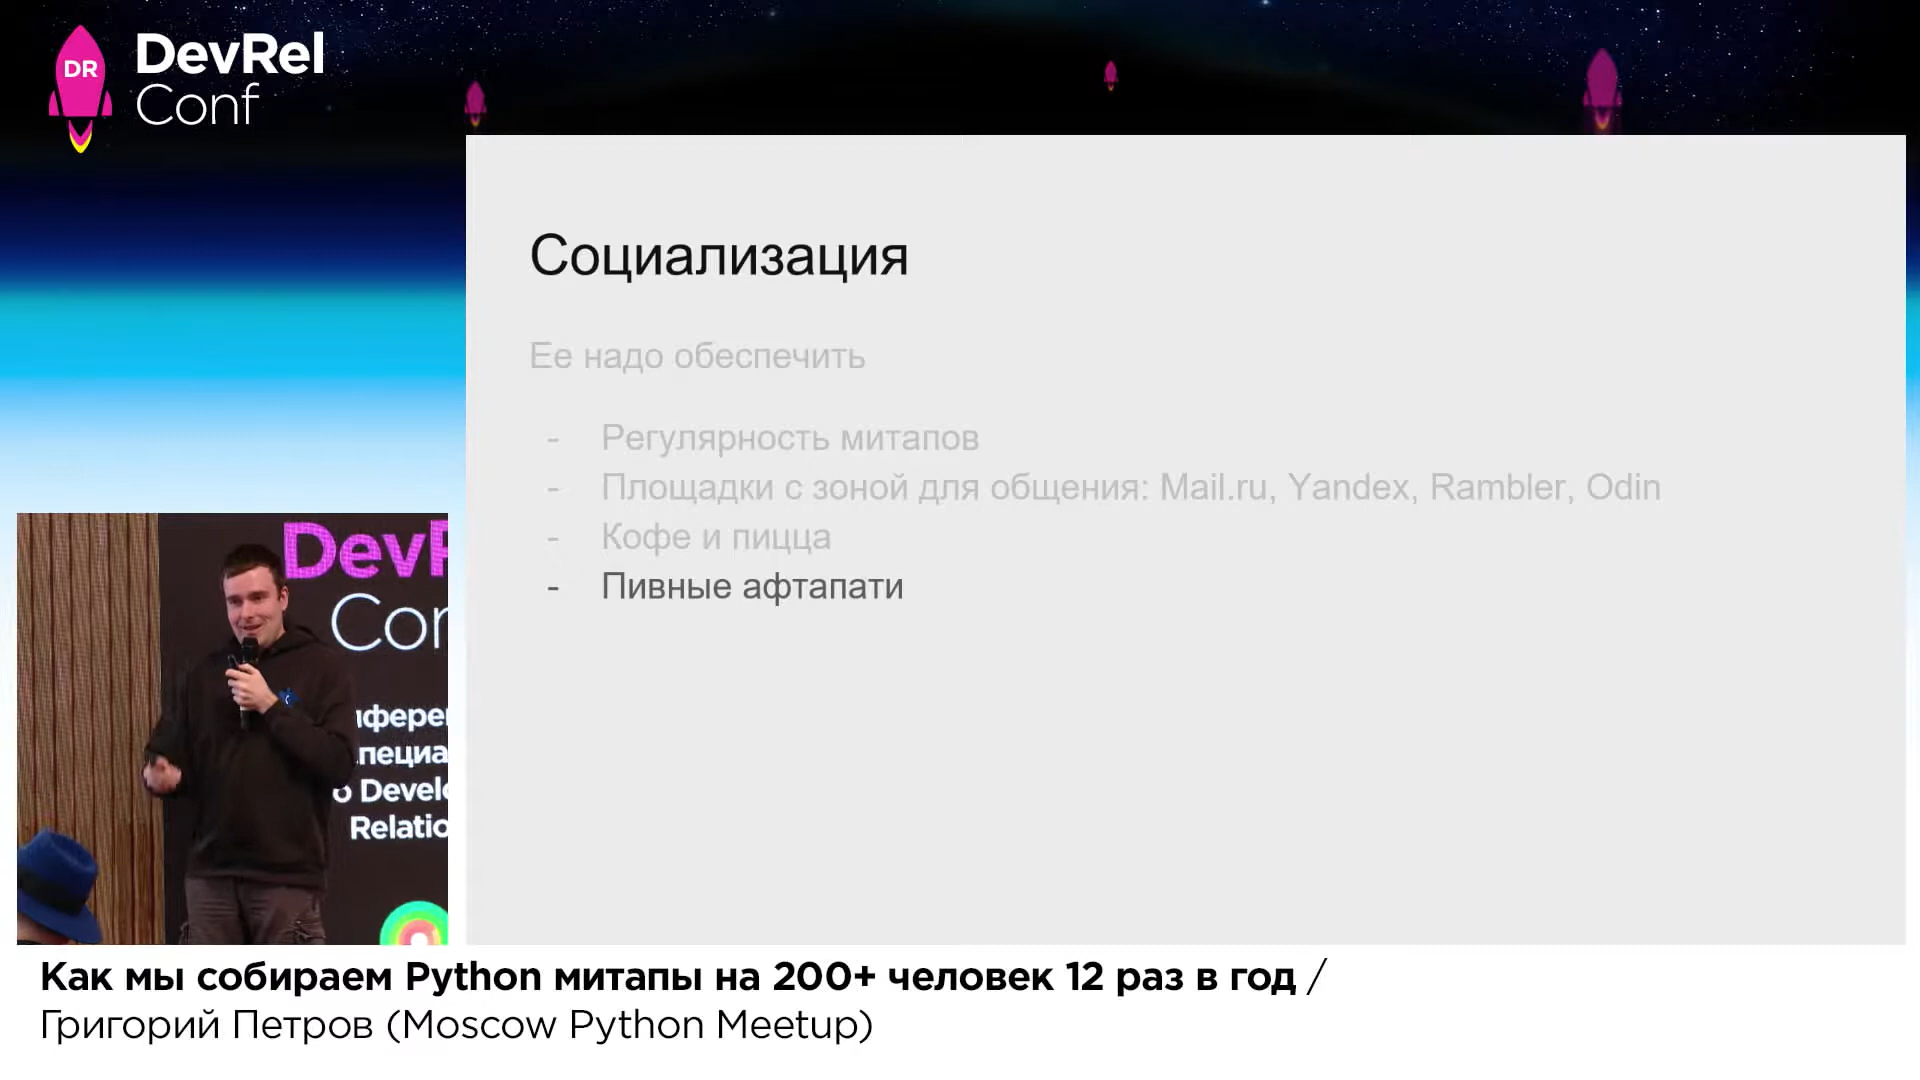 DR
DevRel
Conf
Социализация
Ее надо обеспечить
- Регулярность митапов
- Площадки с зоной для общения: Mail.ru, Yandex, Rambler, Odin
- Кофе и пицца
- Пивные афтапати
Con
Develo
Relatio
Как мы собираем Python митапы на 200+ человек 12 раз в год /
Григорий Петров (Moscow Python Meetup)